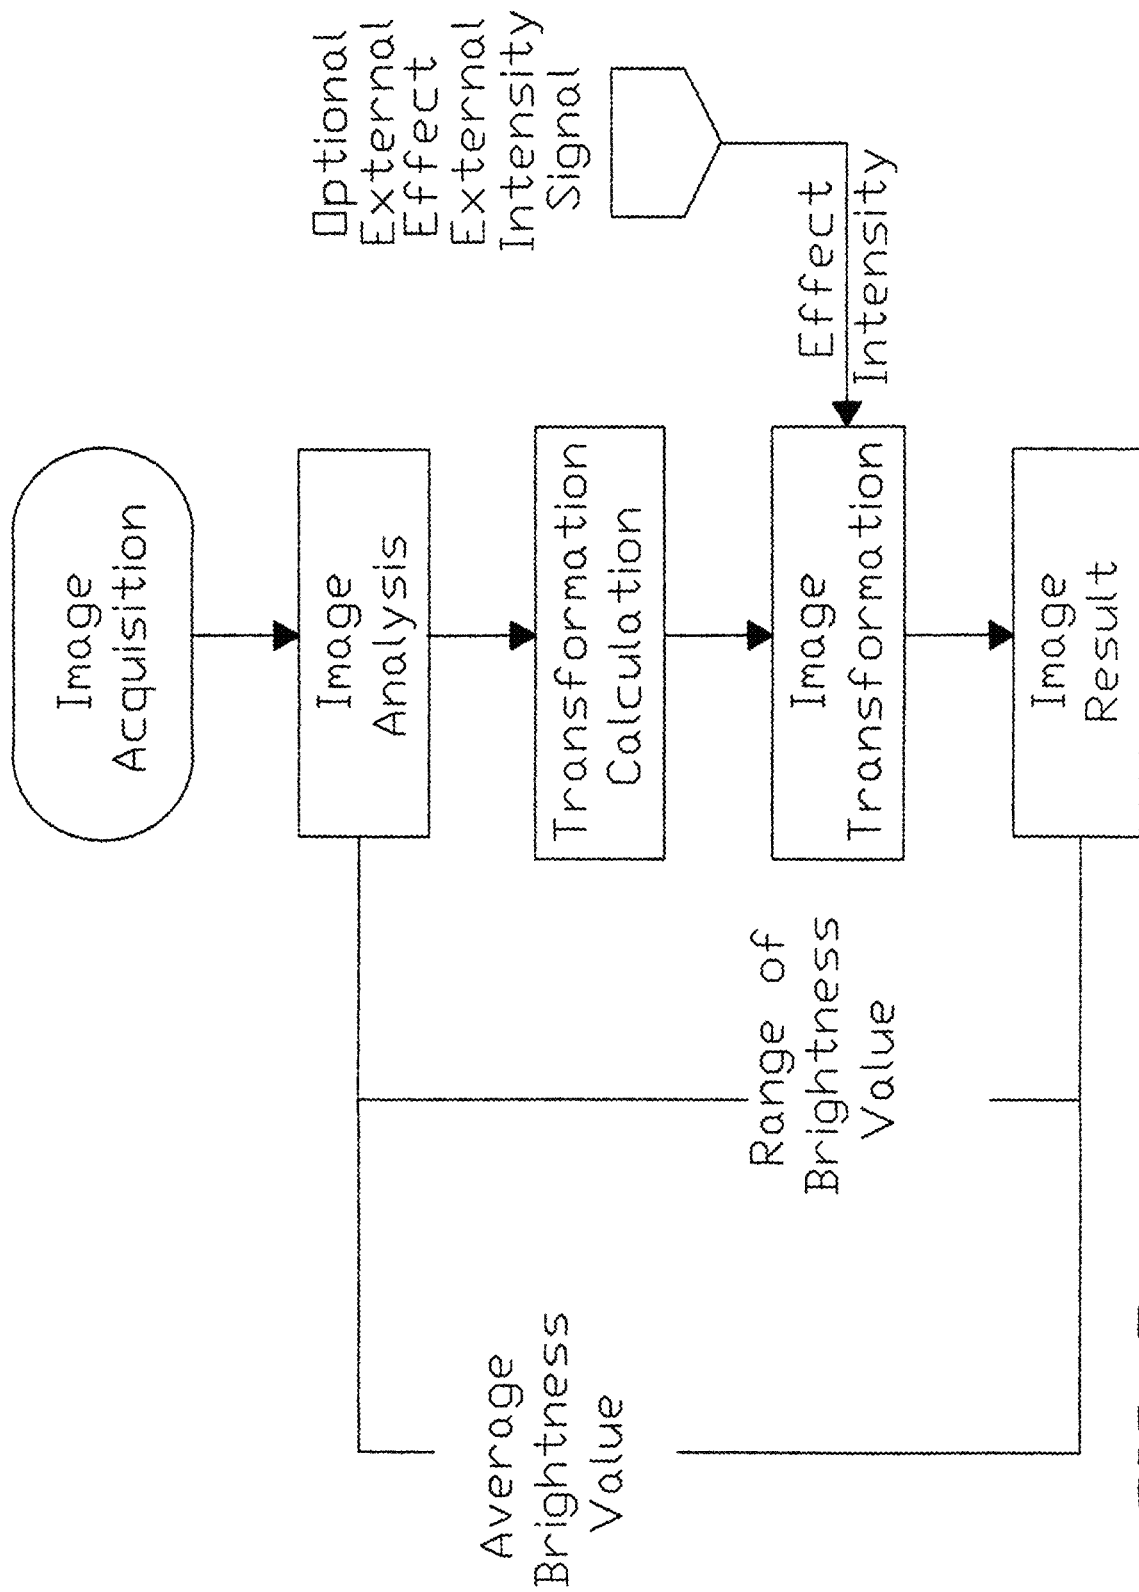 Image
Acquisition
Image
Analysis
Transformation
Calculation
Image
Transformation
Image
Result
Optional
External
Effect
External
Intensity
Signal
Effect
Intensity
Range of
Brightness
Value
Average
Brightness
Value